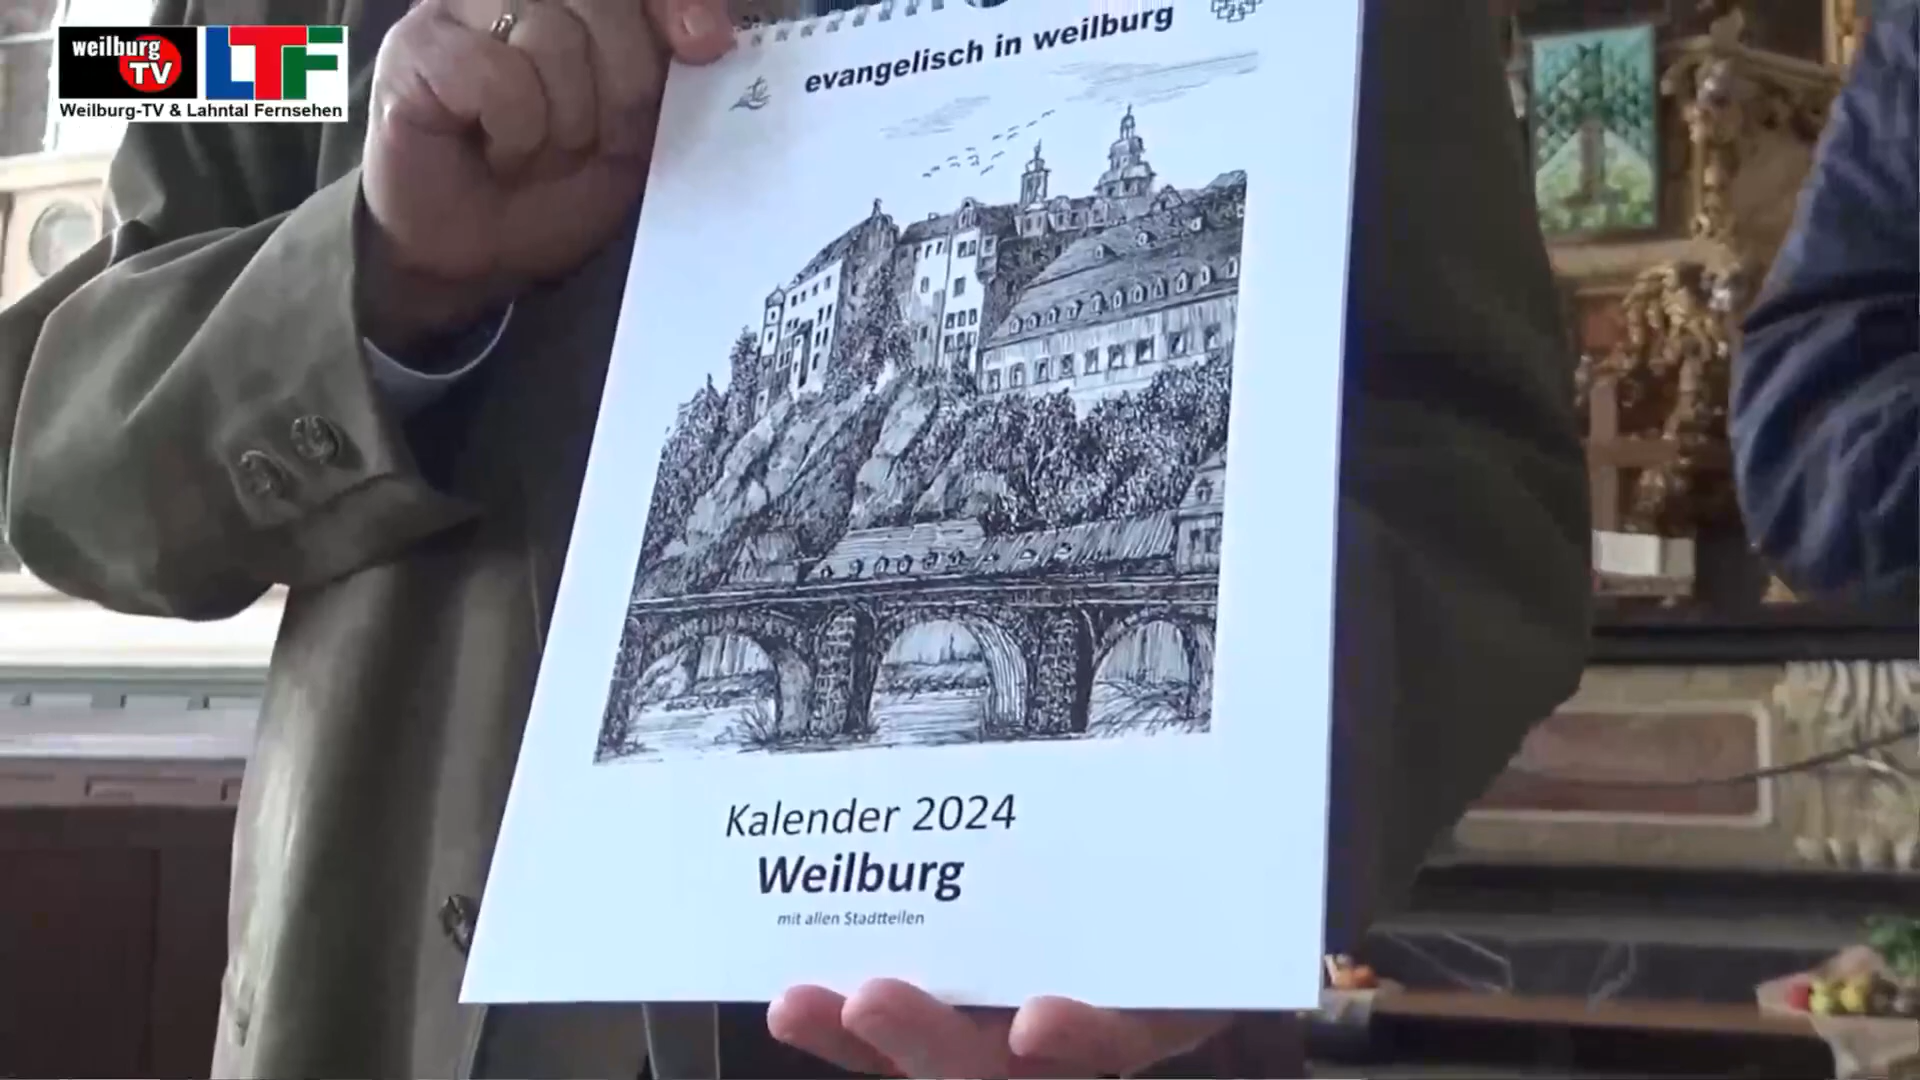 weilburg
TV
LTF
Weilburg-TV & Lahntal Fernsehen
evangelisch in weilburg
Kalender 2024
Weilburg
mit allen Stadtteilen